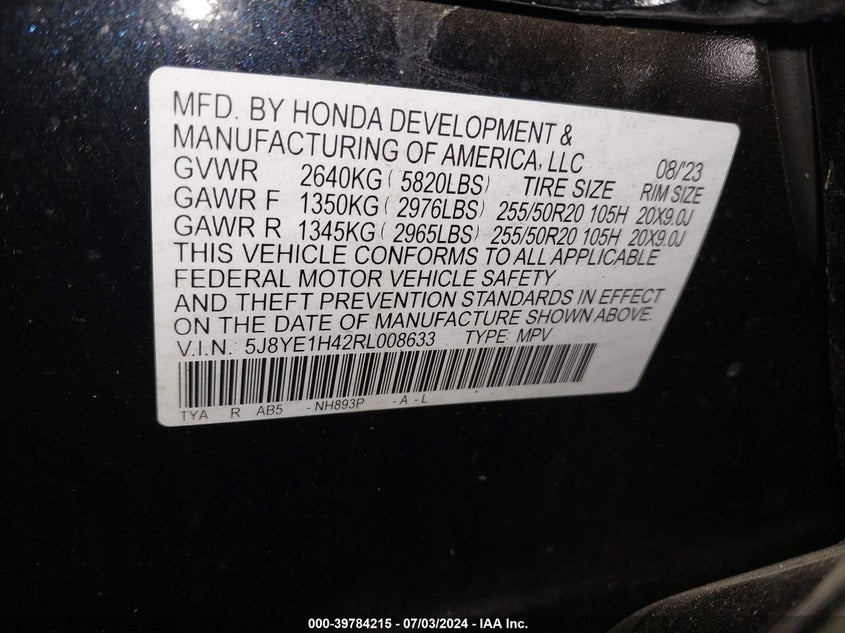 MFD. BY HONDA DEVELOPMENT &
MANUFACTURING OF AMERICA, LLC 08/'23
GVWR 2640KG ( 5820LBS) TIRE SIZE RIM SIZE
GAWR F 1350KG ( 2976LBS) 255/50R20 105H 20X9.0J
GAWR R 1345KG ( 2965LBS) 255/50R20 105H 20X9.0J
THIS VEHICLE CONFORMS TO ALL APPLICABLE
FEDERAL MOTOR VEHICLE SAFETY
AND THEFT PREVENTION STANDARDS IN EFFECT
ON THE DATE OF MANUFACTURE SHOWN ABOVE.
V.I.N.: 5J8YE1H42RL008633 TYPE: MPV
TYA R AB5 - NH893P - A - L
000-39784215 - 07/03/2024 - IAA Inc.